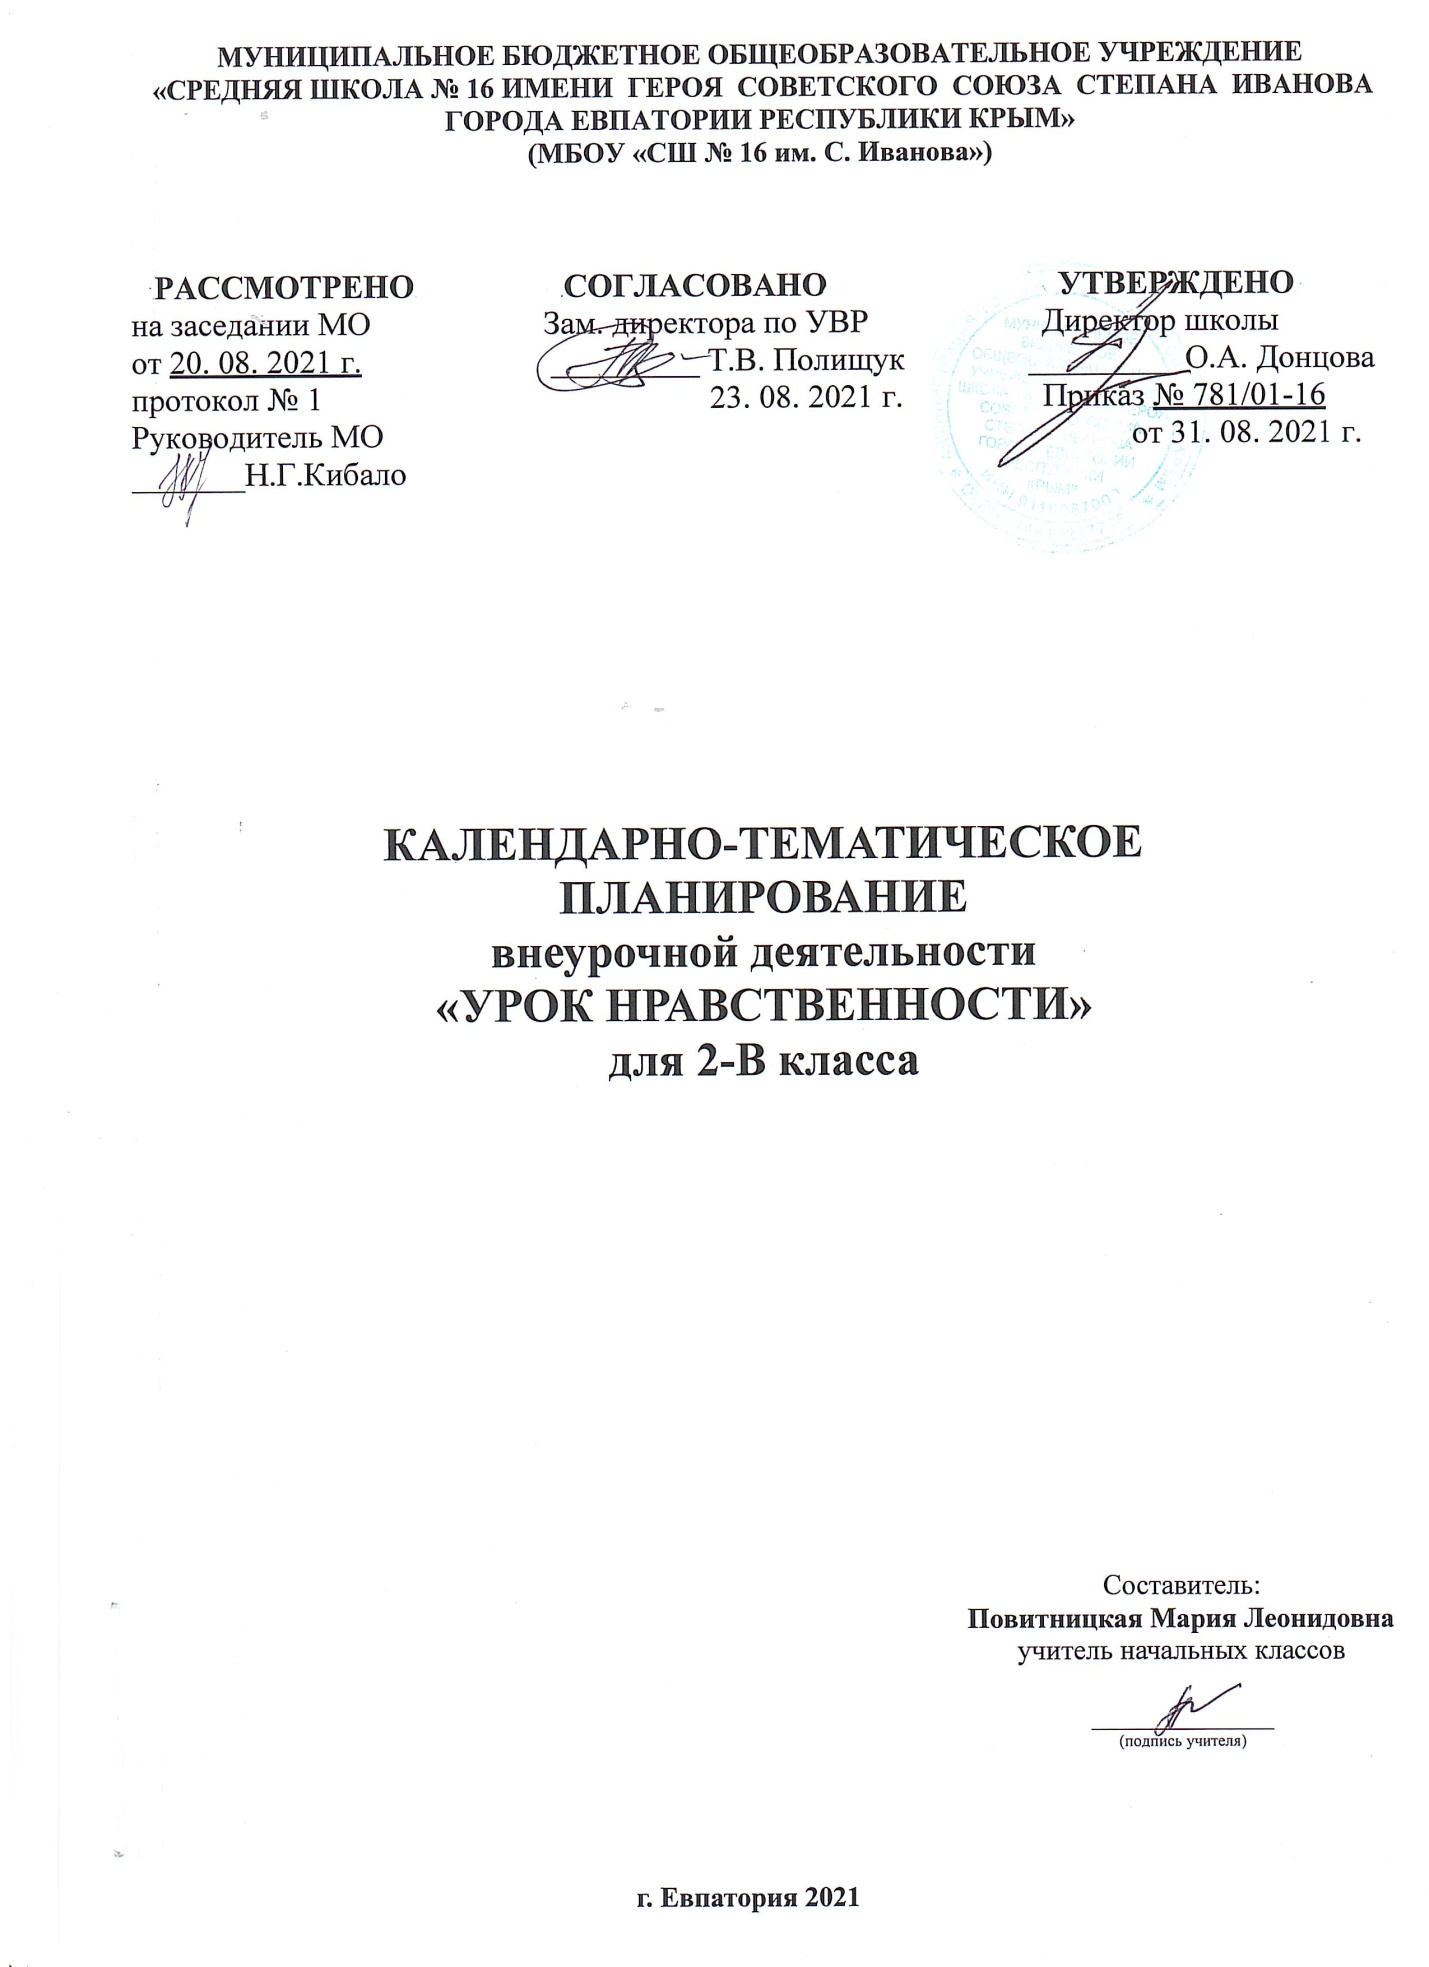 МУНИЦИПАЛЬНОЕ БЮДЖЕТНОЕ ОБЩЕОБРАЗОВАТЕЛЬНОЕ УЧРЕЖДЕНИЕ
«СРЕДНЯЯ ШКОЛА № 16 ИМЕНИ ГЕРОЯ СОВЕТСКОГО СОЮЗА СТЕПАНА ИВАНОВА
ГОРОДА ЕВПАТОРИИ РЕСПУБЛИКИ КРЫМ»
(МБОУ «СШ № 16 им. С. Иванова»)
РАССМОТРЕНО
на заседании МО
от 20. 08. 2021 г.
протокол № 1
Руководитель МО
_______Н.Г.Кибало
СОГЛАСОВАНО
Зам. директора по УВР
_________Т.В. Полищук
23. 08. 2021 г.
УТВЕРЖДЕНО
Директор школы
__________О.А. Донцова
Приказ № 781/01-16
от 31. 08. 2021 г.
КАЛЕНДАРНО-ТЕМАТИЧЕСКОЕ
ПЛАНИРОВАНИЕ
внеурочной деятельности
«УРОК НРАВСТВЕННОСТИ»
для 2-В класса
Составитель:
Повитницкая Мария Леонидовна
учитель начальных классов
(подпись учителя)
г. Евпатория 2021